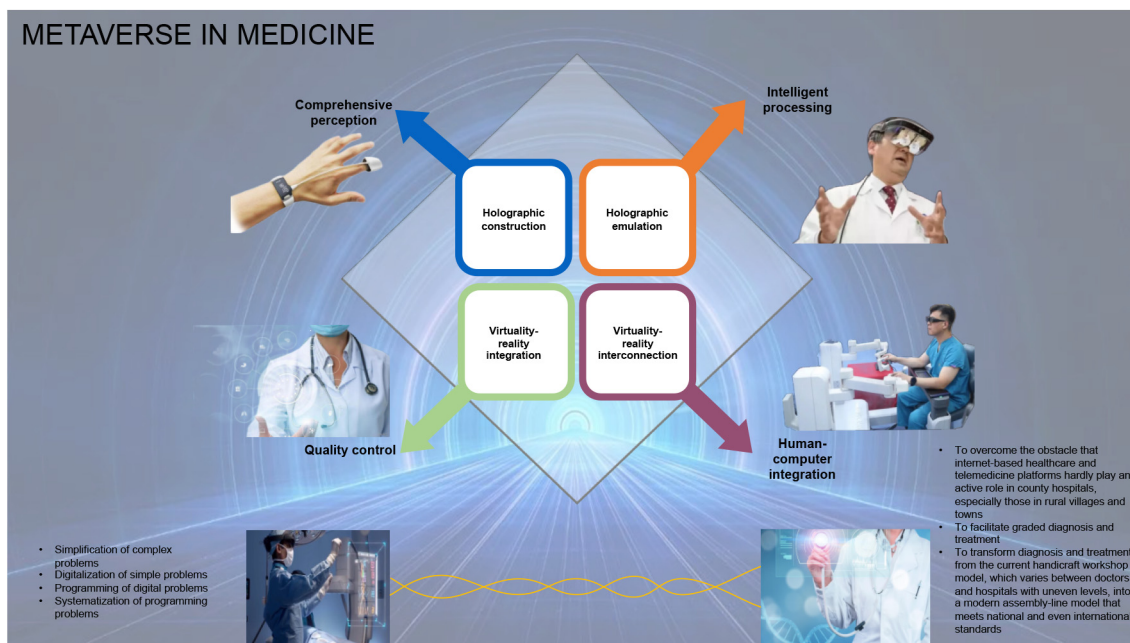 METAVERSE IN MEDICINE
Comprehensive
perception
Intelligent
processing
Holographic
construction
Holographic
emulation
Virtuality-
reality
integration
Virtuality-
reality
interconnection
Quality control
Human-
computer
integration
• Simplification of complex
problems
• Digitalization of simple problems
• Programming of digital problems
• Systematization of programming
problems
• To overcome the obstacle that
internet-based healthcare and
telemedicine platforms hardly play an
active role in county hospitals,
especially those in rural villages and
towns
• To facilitate graded diagnosis and
treatment
• To transform diagnosis and treatment
from the current handicraft workshop
model, which varies between doctors
and hospitals with uneven levels, into
a modern assembly-line model that
meets national and even international
standards